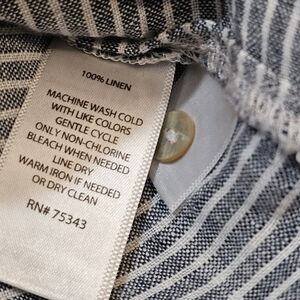 100% LINEN
MACHINE WASH COLD
WITH LIKE COLORS
GENTLE CYCLE
ONLY NON-CHLORINE
BLEACH WHEN NEEDED
LINE DRY
WARM IRON IF NEEDED
OR DRY CLEAN
RN# 75343